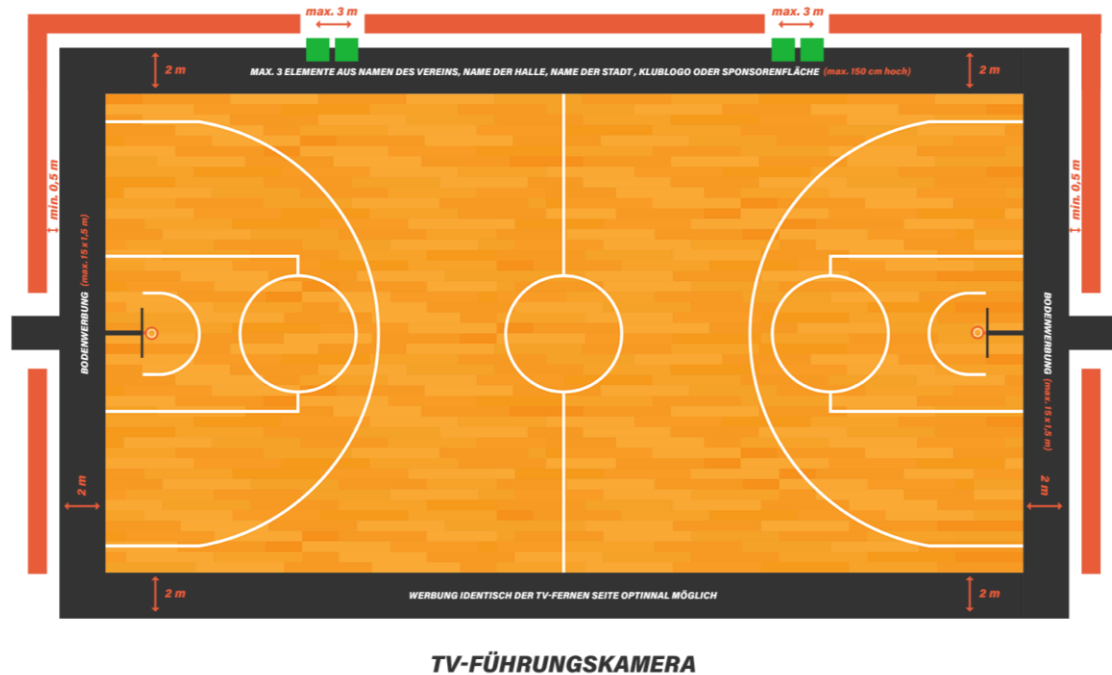 max. 3 m
max. 3 m
2 m
MAX. 3 ELEMENTE AUS NAMEN DES VEREINS, NAME DER HALLE, NAME DER STADT , KLUBLOGO ODER SPONSORENFLÄCHE (max. 150 cm hoch)
2 m
min. 0,5 m
min. 0,5 m
BODENWERBUNG (max. 15 x 1,5 m)
BODENWERBUNG (max. 15 x 1,5 m)
2 m
2 m
2 m
WERBUNG IDENTISCH DER TV-FERNEN SEITE OPTINNAL MÖGLICH
2 m
TV-FÜHRUNGSKAMERA